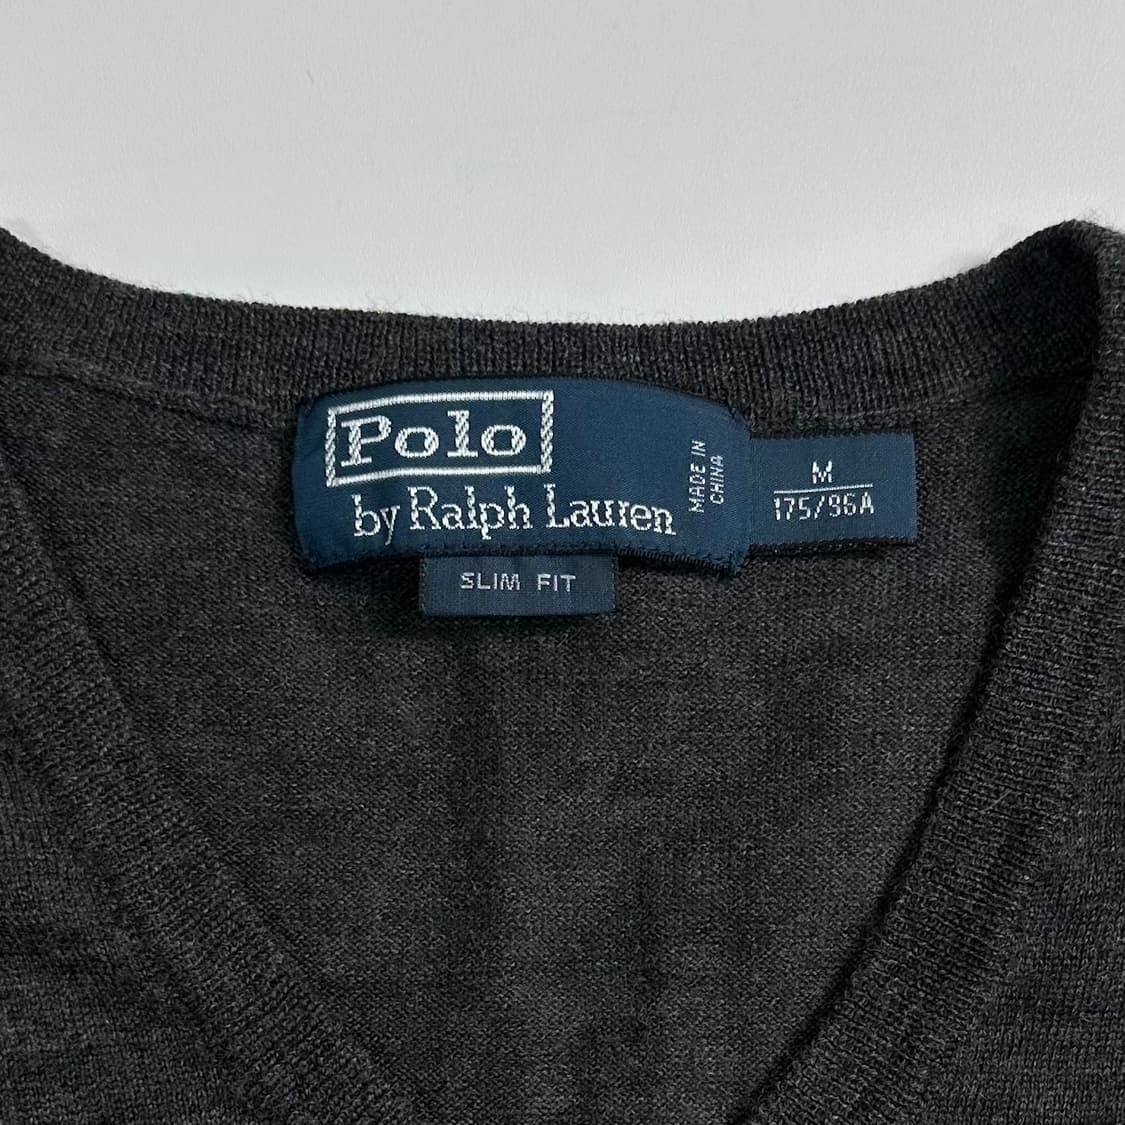 Polo
by Ralph Lauren
MADE IN
CHINA
M
175/96A
SLIM FIT